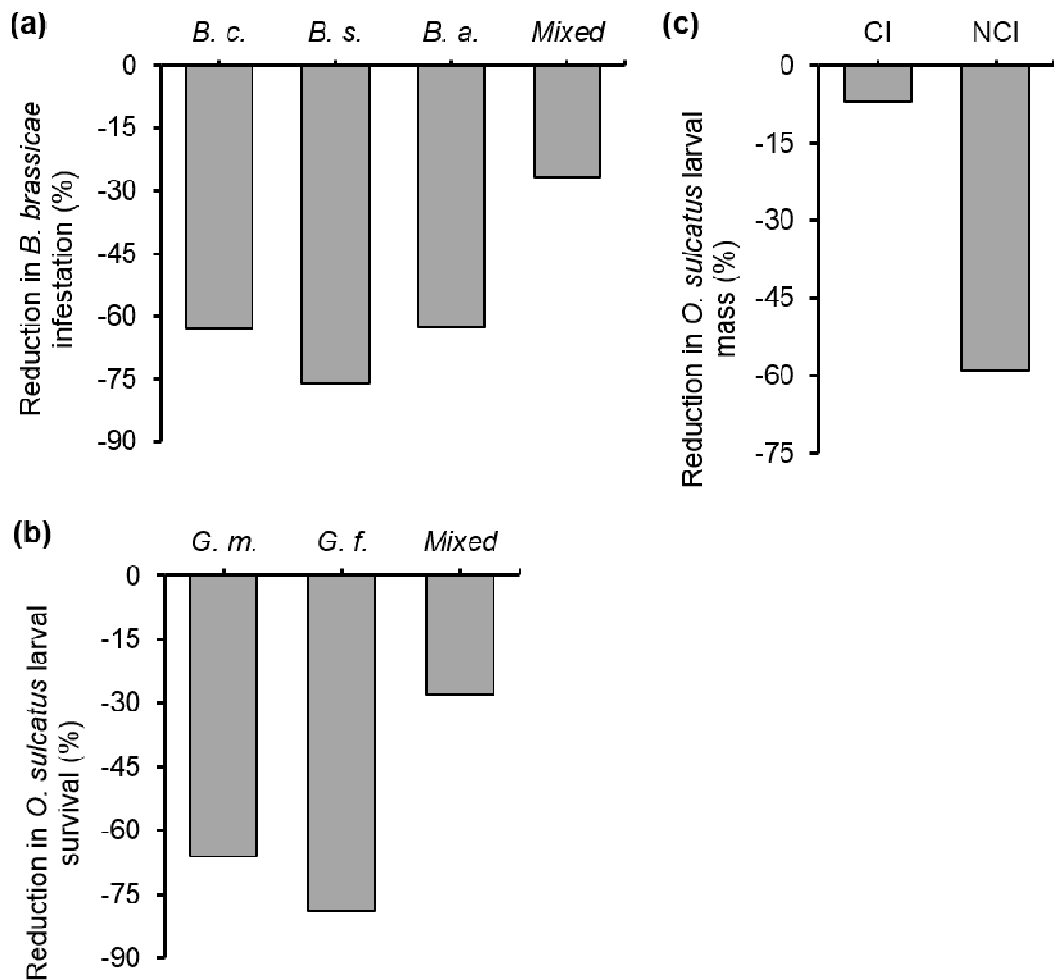 (a)
B. c. B. s. B. a. Mixed
0
-15
-30
-45
-60
-75
-90
Reduction in B. brassicae
infestation (%)
(c)
CI NCI
0
-15
-30
-45
-60
-75
Reduction in O. sulcatus larval
mass (%)
(b)
G. m. G. f. Mixed
0
-15
-30
-45
-60
-75
-90
Reduction in O. sulcatus larval
survival (%)